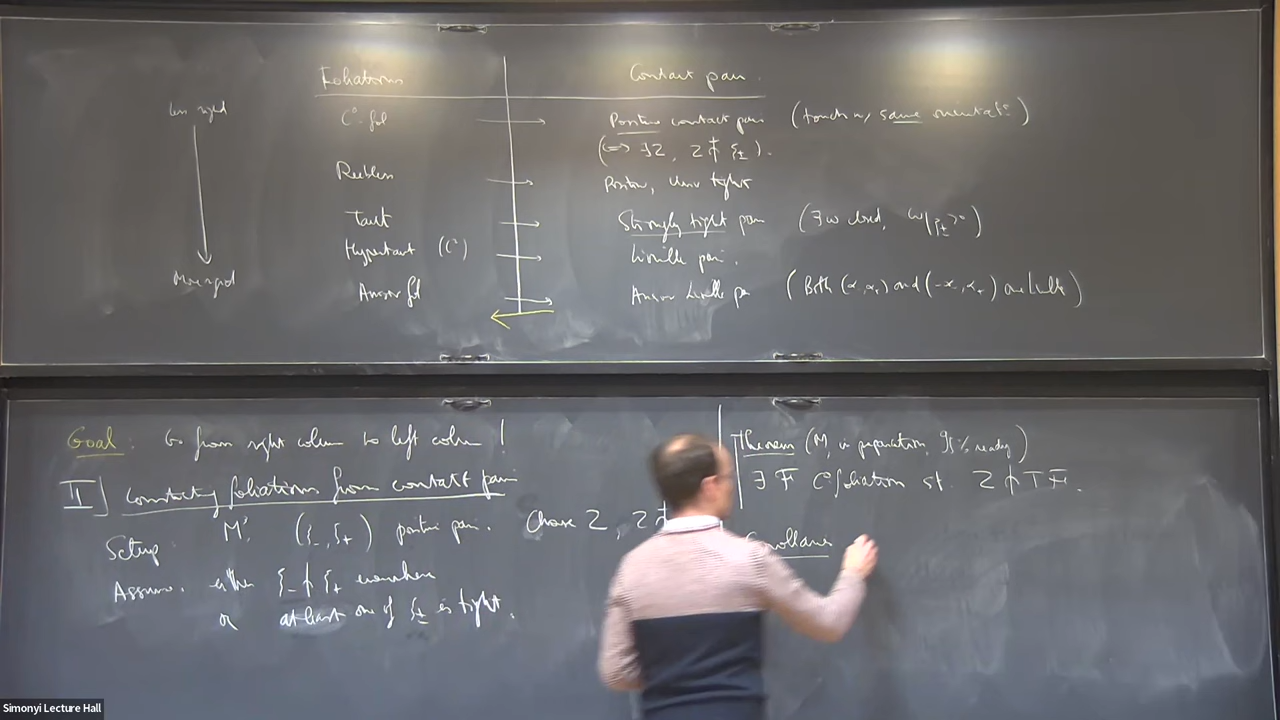 Foliations Contact pair.
Less rigid
C⁰-fol Positive contact pair (touch w/ same orientat°)
(⟺ ∃Z, Z ⋔ ξ±).
Reebless Positive, univ tight
Taut Strongly tight pair (∃ω closed, ω|ξ± >0)
Hypertaut (C²) Liouville pair.
More rigid
Anosov fol Anosov Liouville pair (Both (α₋, α₊) and (-α₋, α₊) are Liouville)
Goal: Go from right column to left column!
II] Constructing foliations from contact pairs
Setup M³, (ξ₋, ξ₊) positive pair. Choose Z, Z ⋔
Assume. either ξ₋ ⋔ ξ₊ everywhere
or at least one of ξ± is tight.
Theorem (M, in preparation, 95% ready)
∃ F C⁰ foliation st. Z ⋔ TF.
Corollaries
Simonyi Lecture Hall